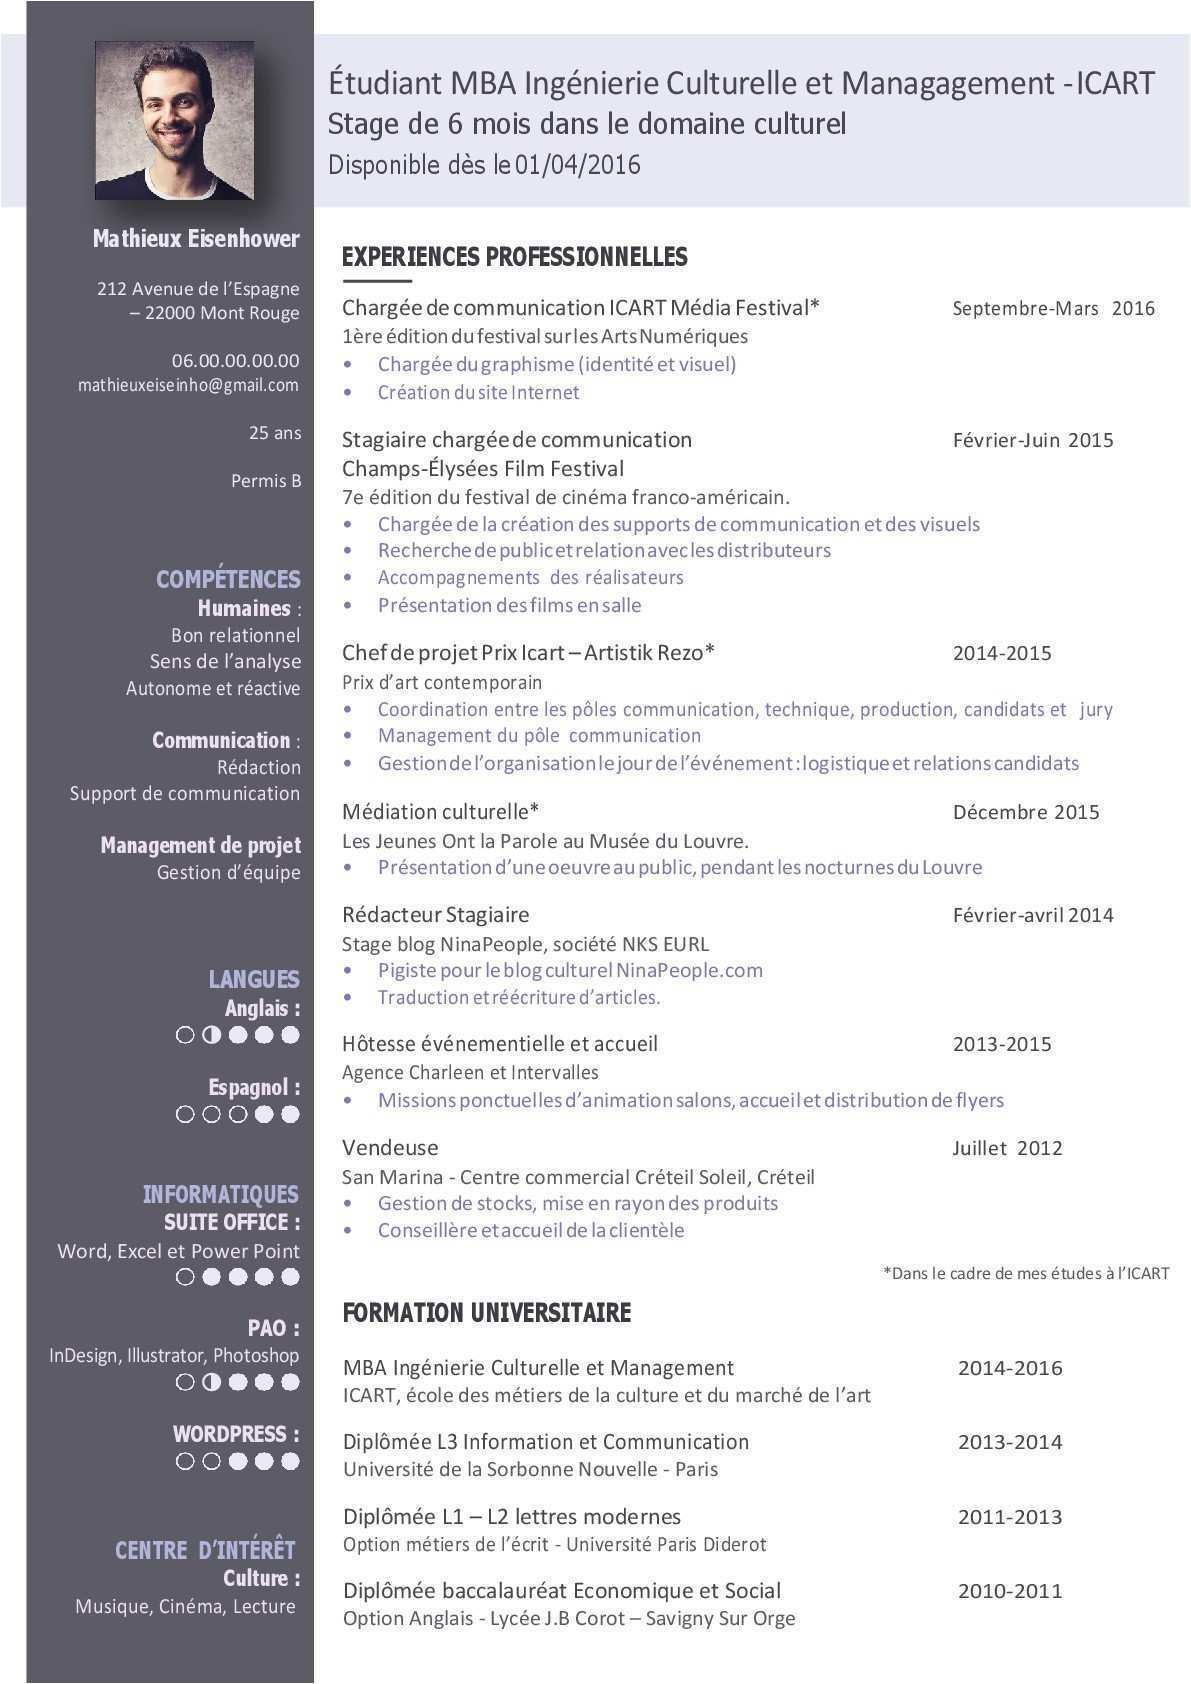 Étudiant MBA Ingénierie Culturelle et Managagement - ICART
Stage de 6 mois dans le domaine culturel
Disponible dès le 01/04/2016
Mathieux Eisenhower
212 Avenue de l’Espagne
– 22000 Mont Rouge
06.00.00.00.00
mathieuxeiseinho@gmail.com
25 ans
Permis B
COMPÉTENCES
Humaines :
Bon relationnel
Sens de l’analyse
Autonome et réactive
Communication :
Rédaction
Support de communication
Management de projet
Gestion d’équipe
LANGUES
Anglais :
Espagnol :
INFORMATIQUES
SUITE OFFICE :
Word, Excel et Power Point
PAO :
InDesign, Illustrator, Photoshop
WORDPRESS :
CENTRE D’INTÉRÊT
Culture :
Musique, Cinéma, Lecture
EXPERIENCES PROFESSIONNELLES
Chargée de communication ICART Média Festival* Septembre-Mars 2016
1ère édition du festival sur les Arts Numériques
• Chargée du graphisme (identité et visuel)
• Création du site Internet
Stagiaire chargée de communication Février-Juin 2015
Champs-Élysées Film Festival
7e édition du festival de cinéma franco-américain.
• Chargée de la création des supports de communication et des visuels
• Recherche de public et relation avec les distributeurs
• Accompagnements des réalisateurs
• Présentation des films en salle
Chef de projet Prix Icart – Artistik Rezo* 2014-2015
Prix d’art contemporain
• Coordination entre les pôles communication, technique, production, candidats et jury
• Management du pôle communication
• Gestion de l’organisation le jour de l’événement : logistique et relations candidats
Médiation culturelle* Décembre 2015
Les Jeunes Ont la Parole au Musée du Louvre.
• Présentation d’une oeuvre au public, pendant les nocturnes du Louvre
Rédacteur Stagiaire Février-avril 2014
Stage blog NinaPeople, société NKS EURL
• Pigiste pour le blog culturel NinaPeople.com
• Traduction et réécriture d’articles.
Hôtesse événementielle et accueil 2013-2015
Agence Charleen et Intervalles
• Missions ponctuelles d’animation salons, accueil et distribution de flyers
Vendeuse Juillet 2012
San Marina - Centre commercial Créteil Soleil, Créteil
• Gestion de stocks, mise en rayon des produits
• Conseillère et accueil de la clientèle
*Dans le cadre de mes études à l’ICART
FORMATION UNIVERSITAIRE
MBA Ingénierie Culturelle et Management 2014-2016
ICART, école des métiers de la culture et du marché de l’art
Diplômée L3 Information et Communication 2013-2014
Université de la Sorbonne Nouvelle - Paris
Diplômée L1 – L2 lettres modernes 2011-2013
Option métiers de l’écrit - Université Paris Diderot
Diplômée baccalauréat Economique et Social 2010-2011
Option Anglais - Lycée J.B Corot – Savigny Sur Orge